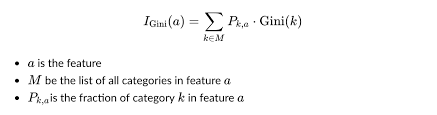 I_Gini(a) = ∑_{k∈M} P_{k,a} · Gini(k)
• a is the feature
• M be the list of all categories in feature a
• P_{k,a}is the fraction of category k in feature a